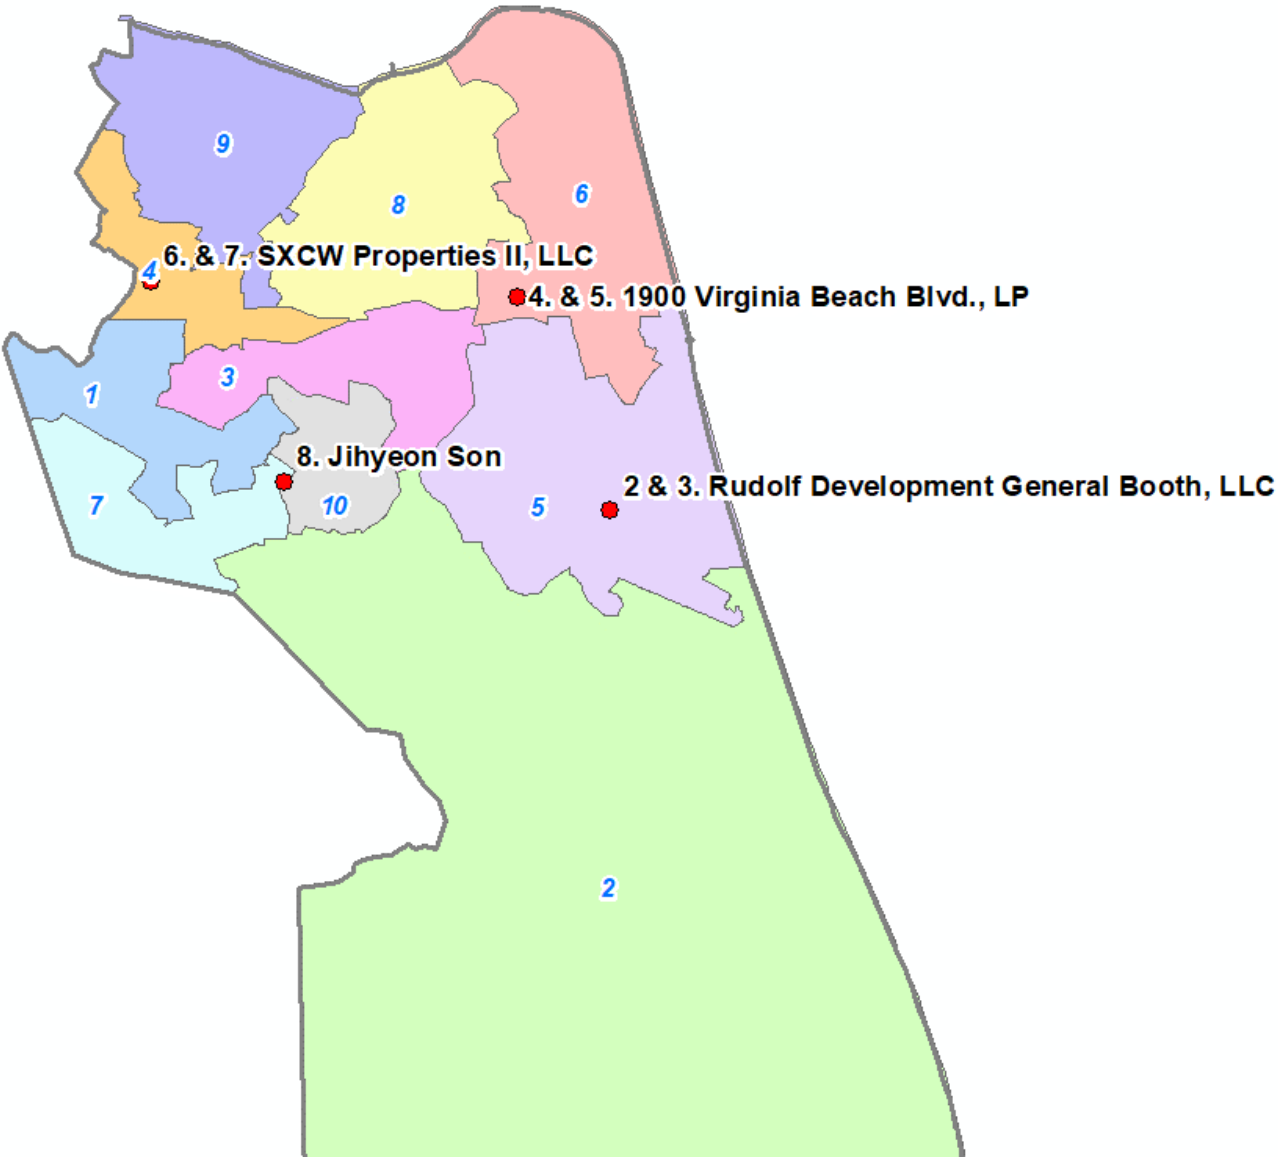 9
6
8
6. & 7. SXCW Properties II, LLC
4
4. & 5. 1900 Virginia Beach Blvd., LP
3
1
8. Jihyeon Son
2 & 3. Rudolf Development General Booth, LLC
7
10
5
2